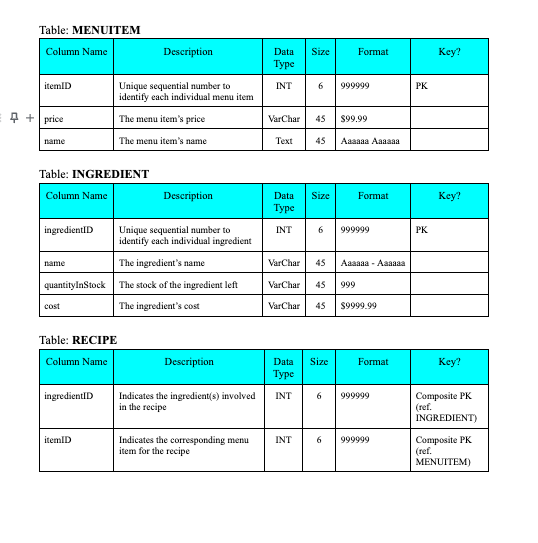 Table: MENUITEM
Column Name Description Data Type Size Format Key?
itemID Unique sequential number to identify each individual menu item INT 6 999999 PK
price The menu item's price VarChar 45 $99.99
name The menu item's name Text 45 Aaaaaa Aaaaaa
Table: INGREDIENT
Column Name Description Data Type Size Format Key?
ingredientID Unique sequential number to identify each individual ingredient INT 6 999999 PK
name The ingredient's name VarChar 45 Aaaaaa - Aaaaaa
quantityInStock The stock of the ingredient left VarChar 45 999
cost The ingredient's cost VarChar 45 $9999.99
Table: RECIPE
Column Name Description Data Type Size Format Key?
ingredientID Indicates the ingredient(s) involved in the recipe INT 6 999999 Composite PK (ref. INGREDIENT)
itemID Indicates the corresponding menu item for the recipe INT 6 999999 Composite PK (ref. MENUITEM)